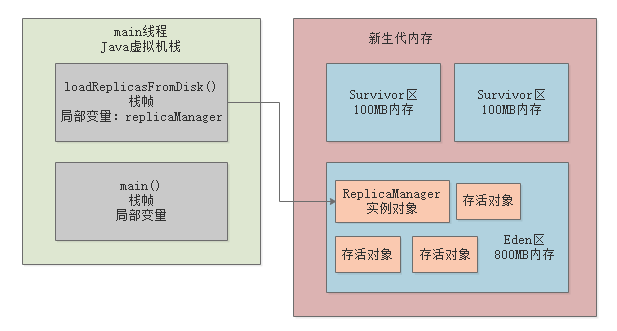 main线程
Java虚拟机栈
loadReplicasFromDisk()
栈帧
局部变量：replicaManager
main()
栈帧
局部变量
新生代内存
Survivor区
100MB内存
Survivor区
100MB内存
ReplicaManager
实例对象
存活对象
存活对象
存活对象
Eden区
800MB内存